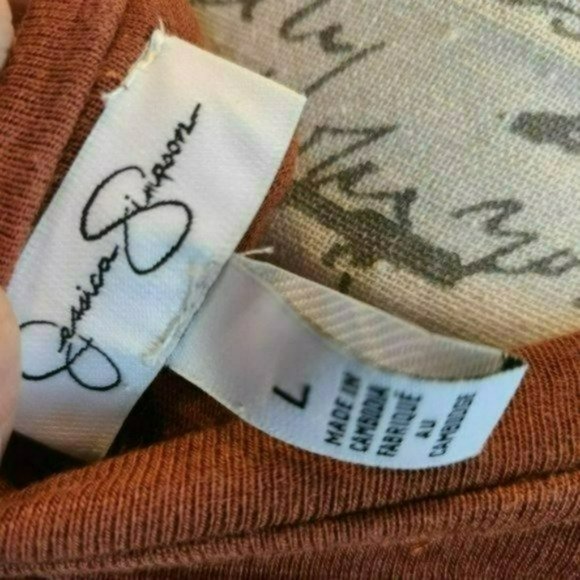 Jessica Simpson
L
MADE IN
CAMBODIA
FABRIQUÉ
AU
CAMBODGE